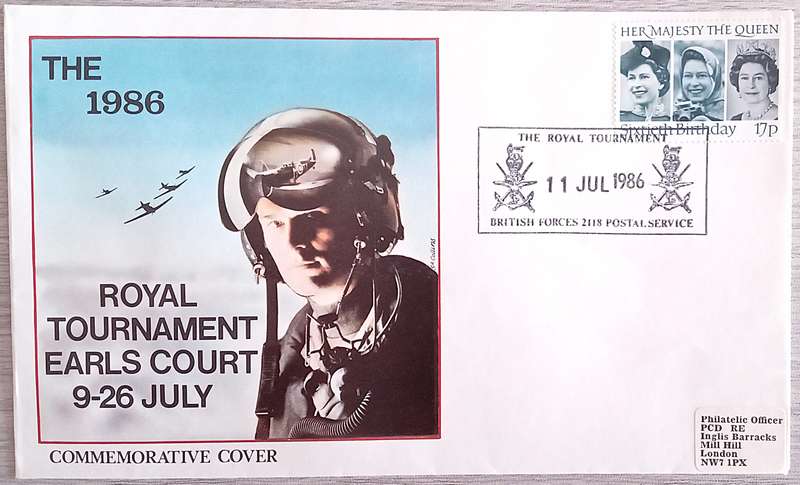 THE
1986
ROYAL
TOURNAMENT
EARLS COURT
9-26 JULY
COMMEMORATIVE COVER
HER MAJESTY THE QUEEN
Sixtieth Birthday 17p
THE ROYAL TOURNAMENT
11 JUL 1986
BRITISH FORCES 2118 POSTAL SERVICE
Philatelic Officer
PCD RE
Inglis Barracks
Mill Hill
London
NW7 1PX